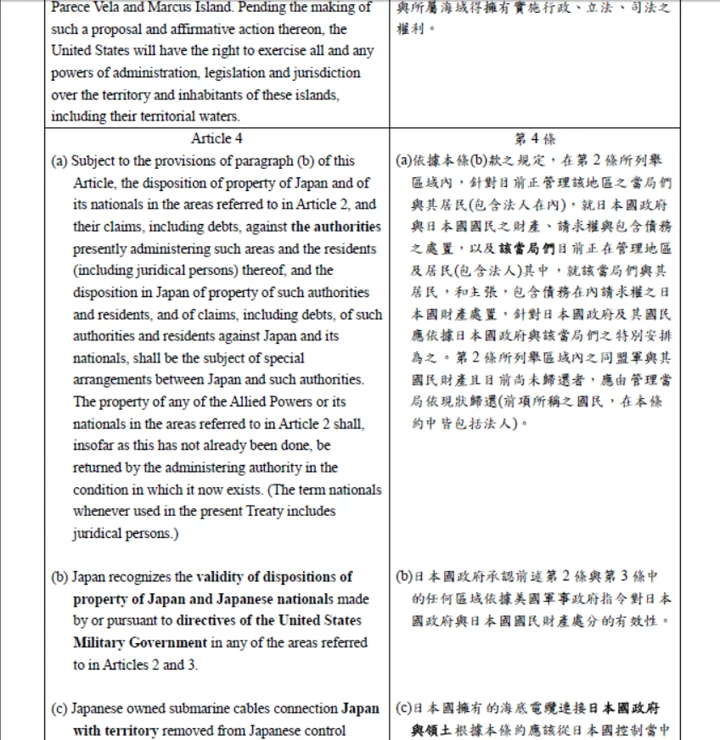 Parece Vela and Marcus Island. Pending the making of
such a proposal and affirmative action thereon, the
United States will have the right to exercise all and any
powers of administration, legislation and jurisdiction
over the territory and inhabitants of these islands,
including their territorial waters.
Article 4
(a) Subject to the provisions of paragraph (b) of this
Article, the disposition of property of Japan and of
its nationals in the areas referred to in Article 2, and
their claims, including debts, against the authorities
presently administering such areas and the residents
(including juridical persons) thereof, and the
disposition in Japan of property of such authorities
and residents, and of claims, including debts, of such
authorities and residents against Japan and its
nationals, shall be the subject of special
arrangements between Japan and such authorities.
The property of any of the Allied Powers or its
nationals in the areas referred to in Article 2 shall,
insofar as this has not already been done, be
returned by the administering authority in the
condition in which it now exists. (The term nationals
whenever used in the present Treaty includes
juridical persons.)
(b) Japan recognizes the validity of dispositions of
property of Japan and Japanese nationals made
by or pursuant to directives of the United States
Military Government in any of the areas referred
to in Articles 2 and 3.
(c) Japanese owned submarine cables connection Japan
with territory removed from Japanese control
與所屬海域得擁有實施行政、立法、司法之
權利。
第 4 條
(a)依據本條(b)款之規定，在第 2 條所列舉
區域內，針對目前正管理該地區之當局們
與其居民(包含法人在內)，就日本國政府
與日本國國民之財產、請求權與包含債務
之處置，以及該當局們目前正在管理地區
及居民(包含法人)其中，就該當局們與其
居民，和主張，包含債務在內請求權之日
本國財產處置，針對日本國政府及其國民
應依據日本國政府與該當局們之特別安排
為之。第 2 條所列舉區域內之同盟軍與其
國民財產且目前尚未歸還者，應由管理當
局依現狀歸還(前項所稱之國民，在本條
約中皆包括法人)。
(b)日本國政府承認前述第 2 條與第 3 條中
的任何區域依據美國軍事政府指令對日本
國政府與日本國國民財產處分的有效性。
(c)日本國擁有的海底電纜連接日本國政府
與領土根據本條約應該從日本國控制當中